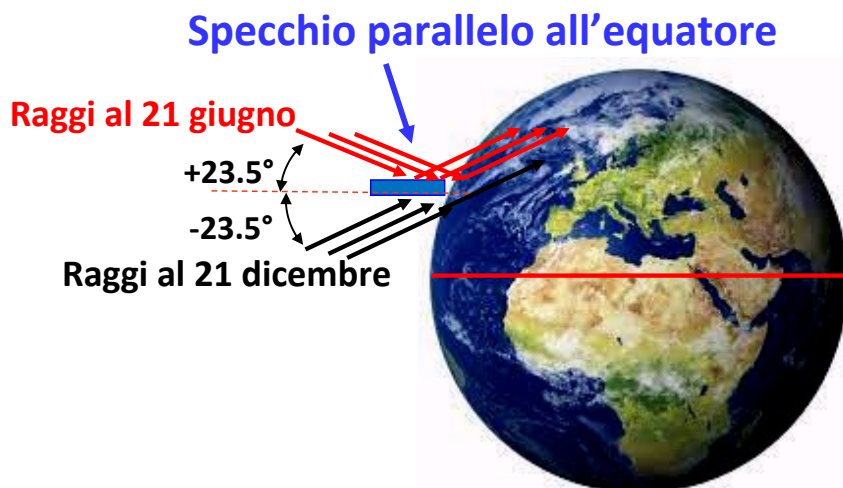 Specchio parallelo all’equatore
Raggi al 21 giugno
+23.5°
-23.5°
Raggi al 21 dicembre